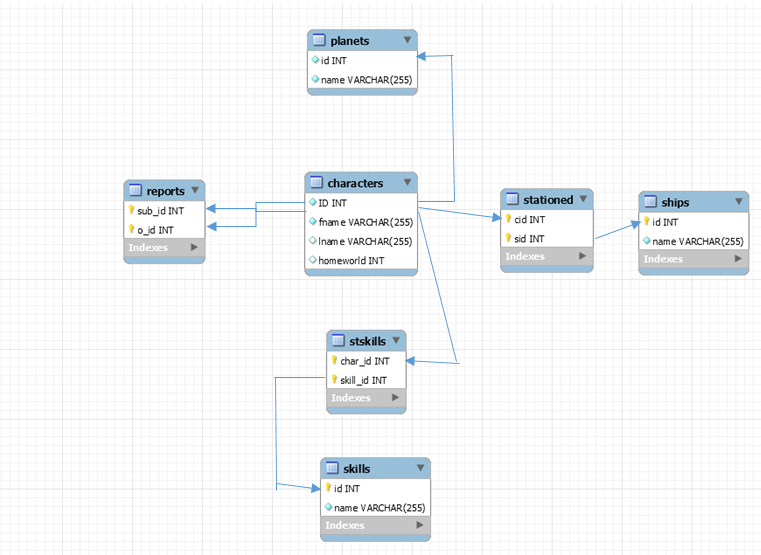 planets
id INT
name VARCHAR(255)
characters
ID INT
fname VARCHAR(255)
lname VARCHAR(255)
homeworld INT
reports
sub_id INT
o_id INT
Indexes
stationed
cid INT
sid INT
Indexes
ships
id INT
name VARCHAR(255)
Indexes
stskills
char_id INT
skill_id INT
Indexes
skills
id INT
name VARCHAR(255)
Indexes